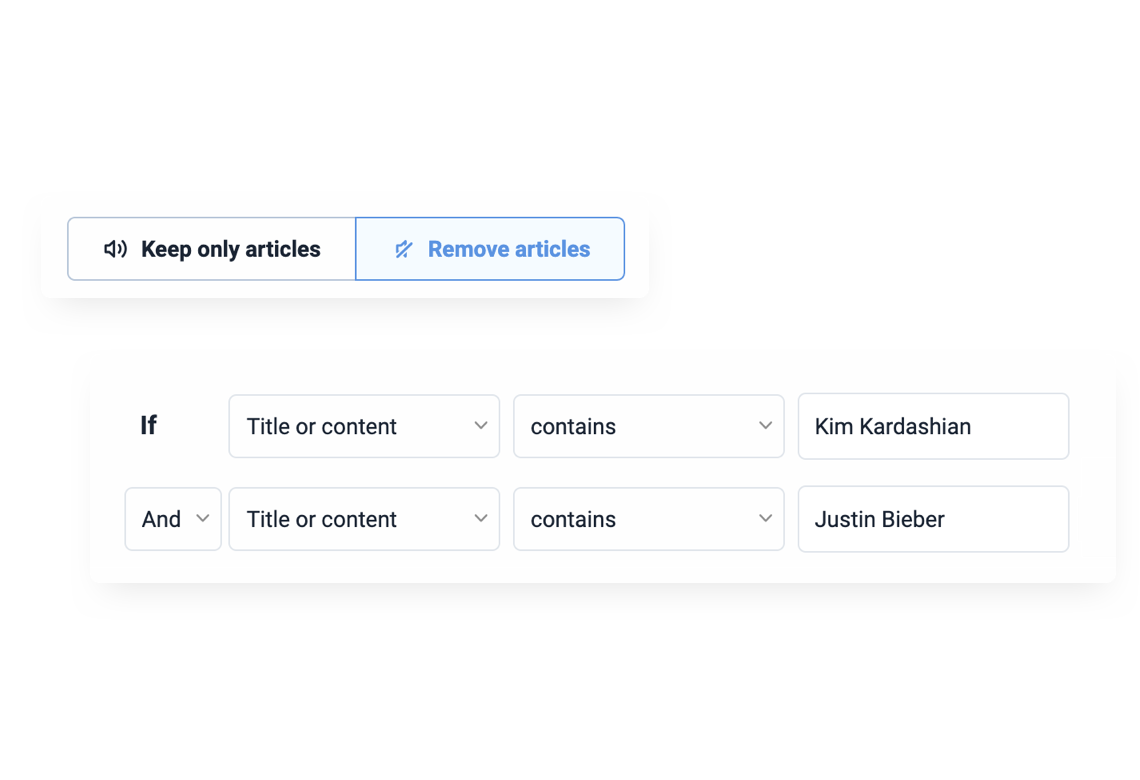 Keep only articles Remove articles
If Title or content contains Kim Kardashian
And Title or content contains Justin Bieber